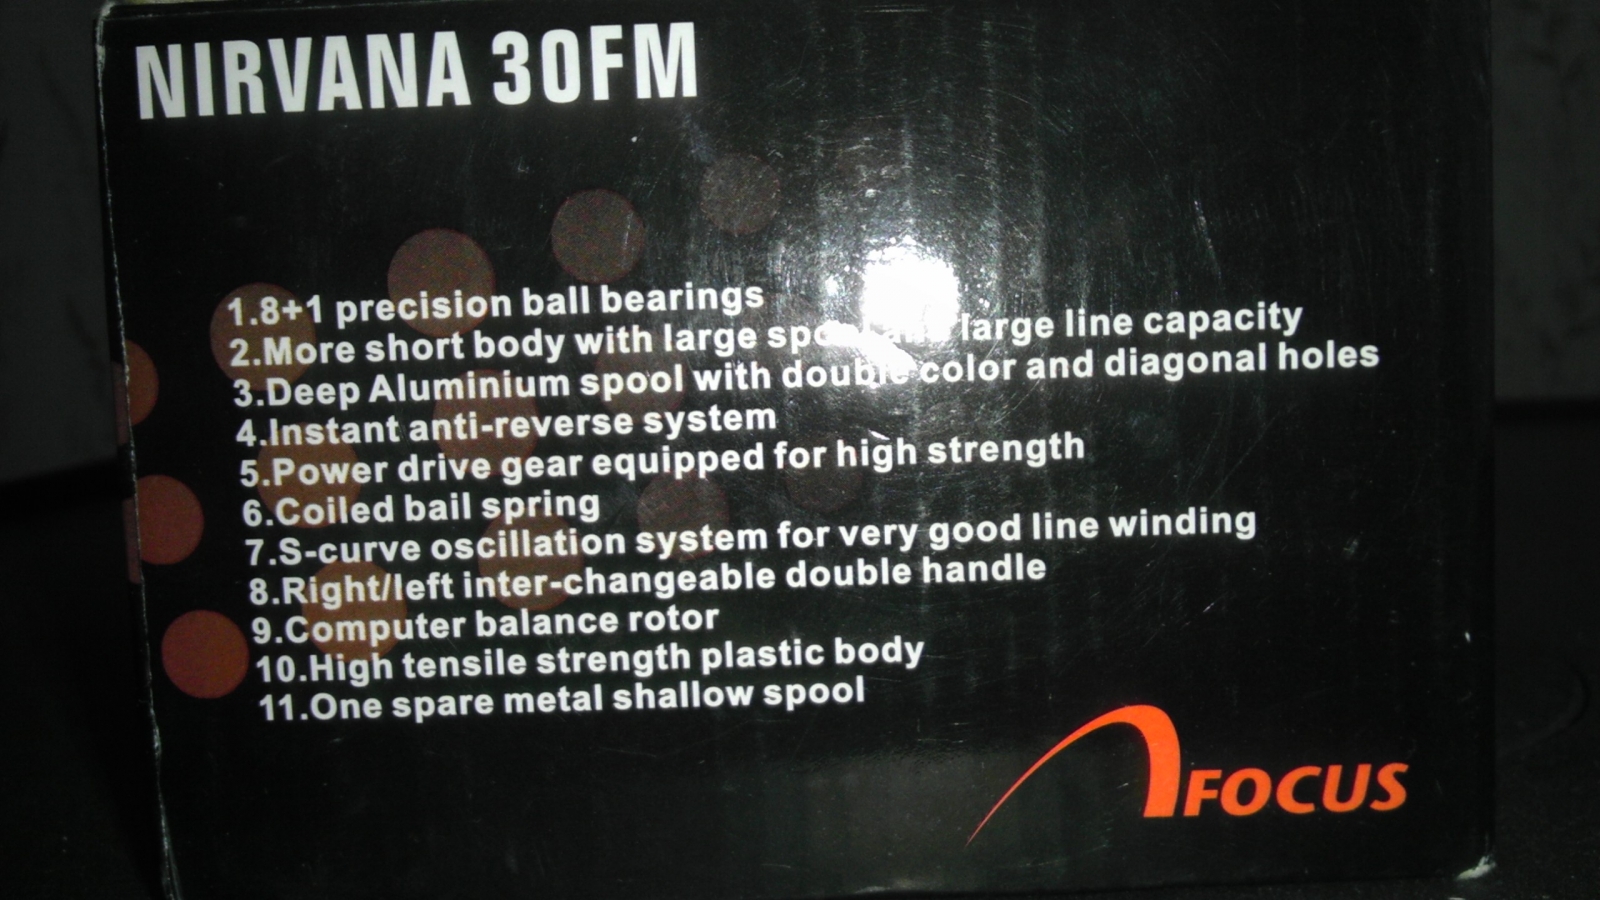 NIRVANA 30FM
1.8+1 precision ball bearings
2.More short body with large large line capacity
3.Deep Aluminium spool with double color and diagonal holes
4.Instant anti-reverse system
5.Power drive gear equipped for high strength
6.Coiled bail spring
7.S-curve oscillation system for very good line winding
8.Right/left inter-changeable double handle
9.Computer balance rotor
10.High tensile strength plastic body
11.One spare metal shallow spool
FOCUS